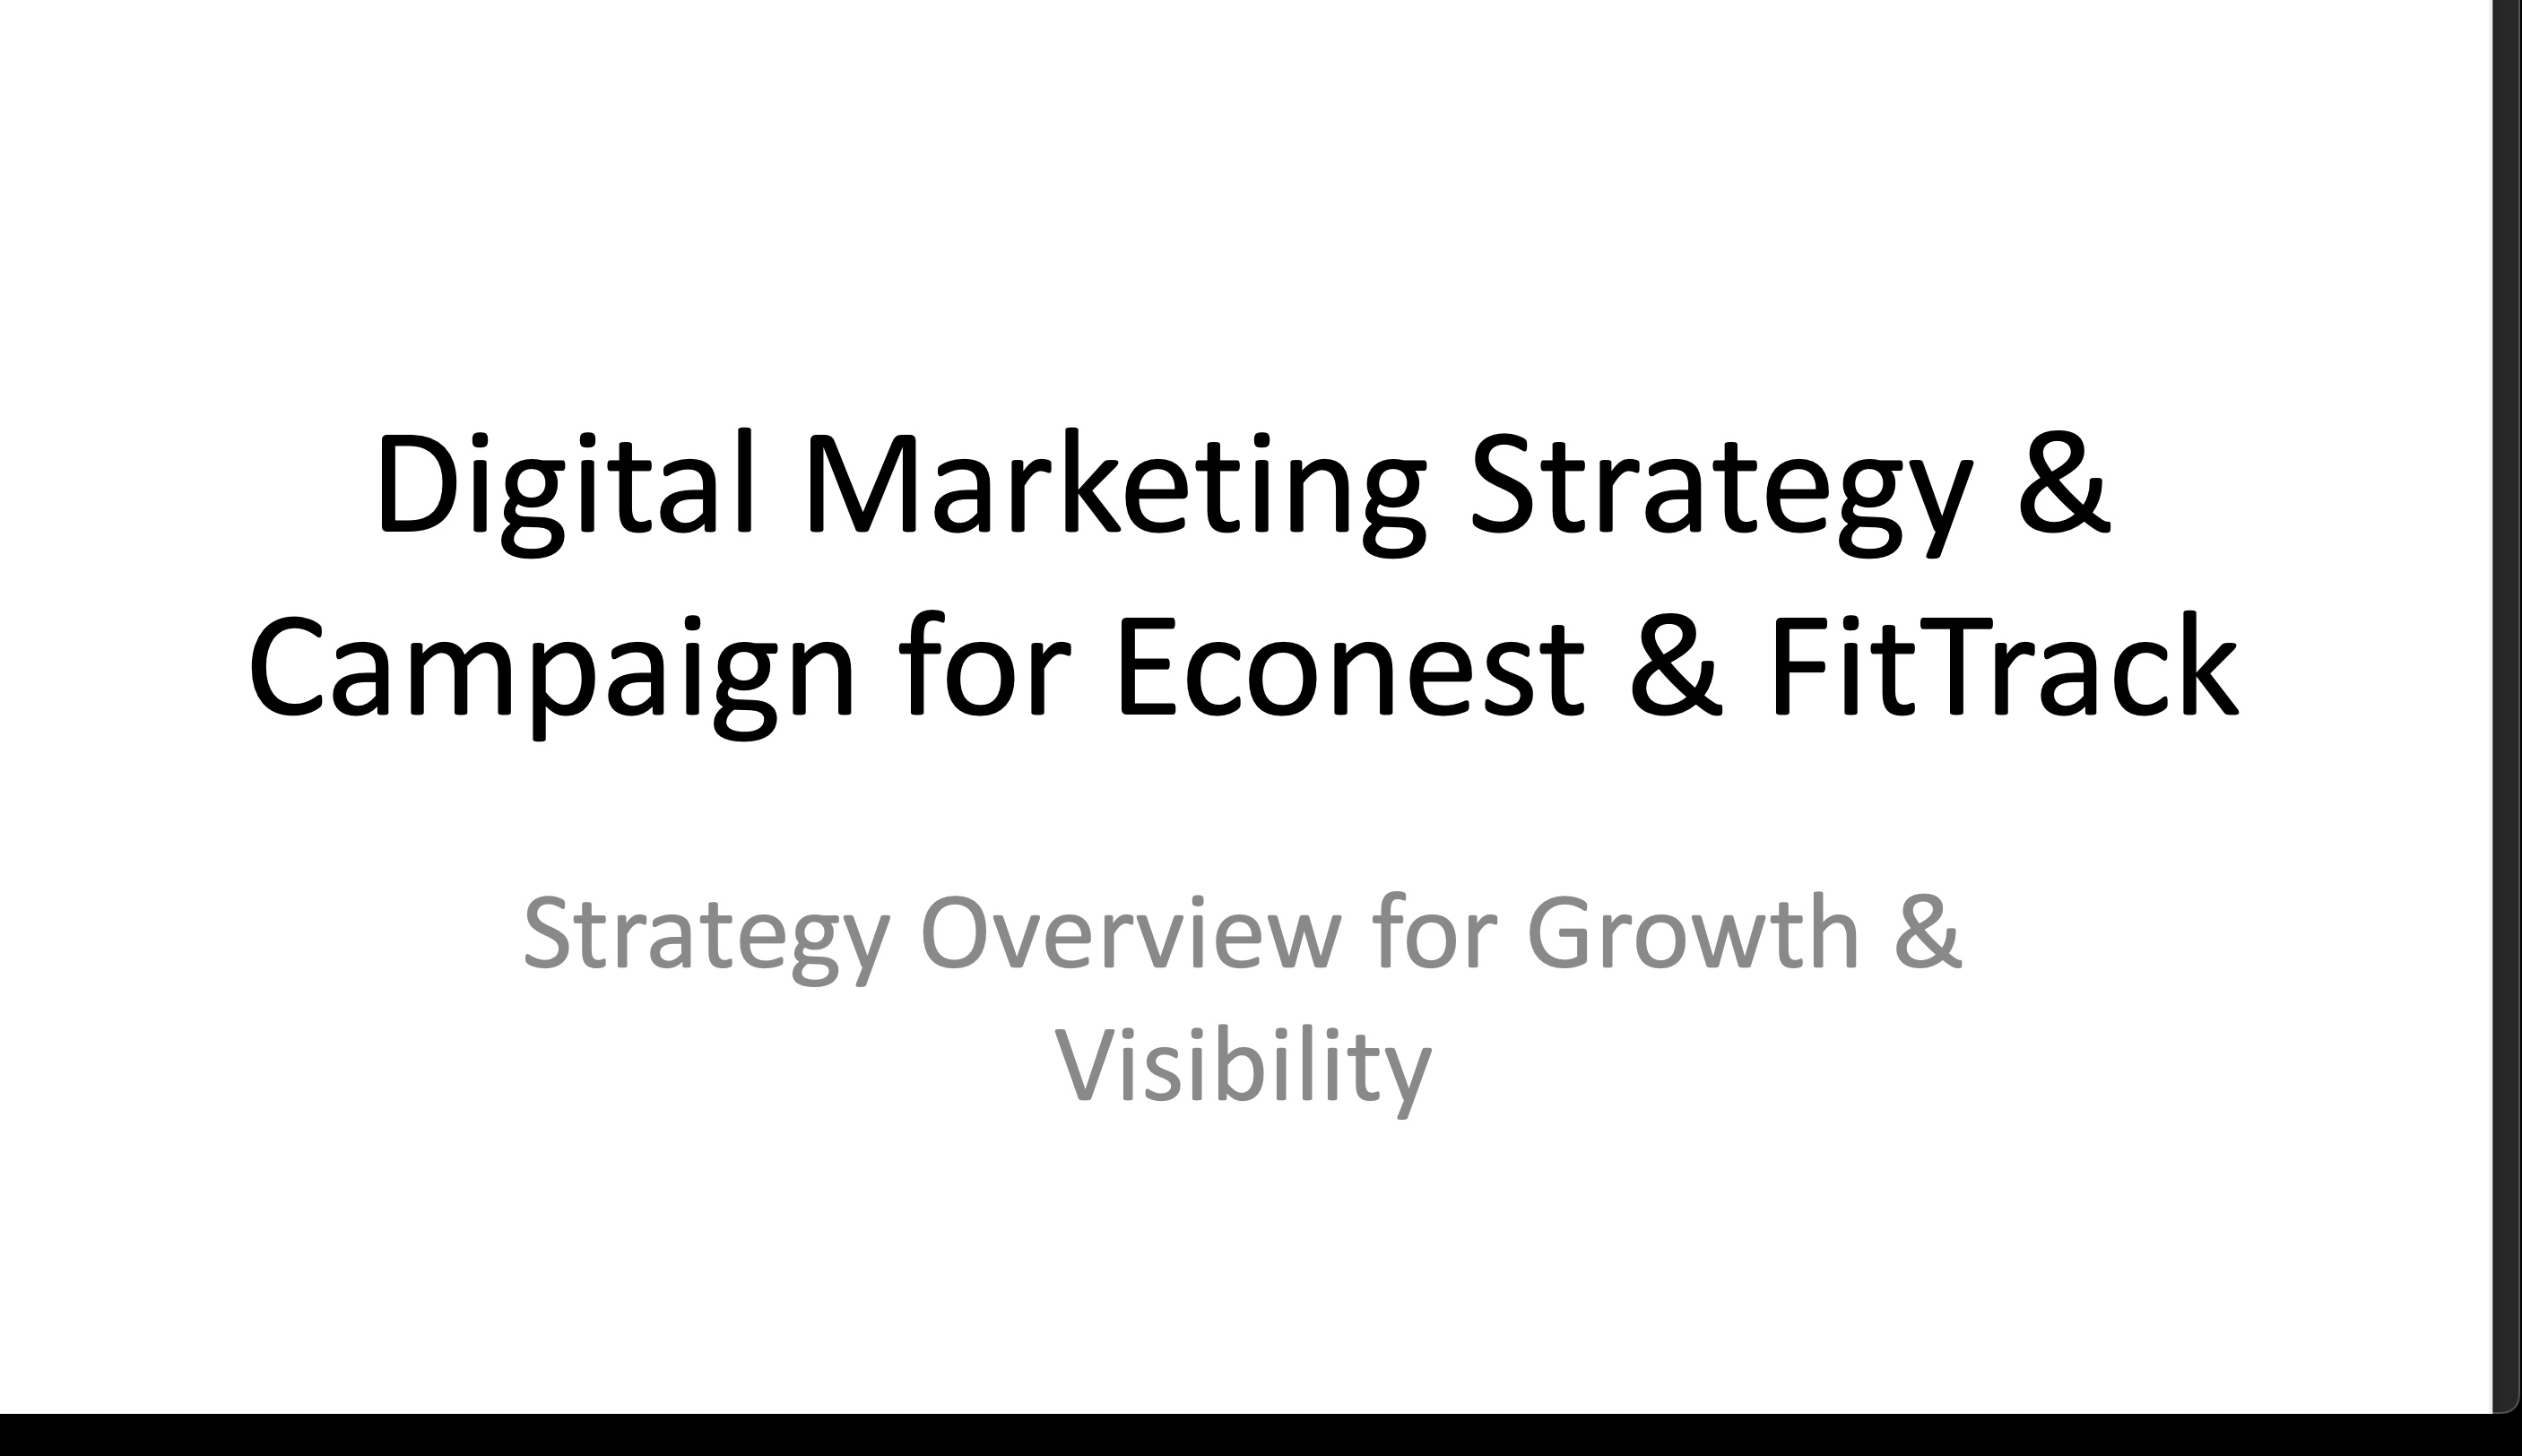 Digital Marketing Strategy &
Campaign for Econest & FitTrack
Strategy Overview for Growth &
Visibility